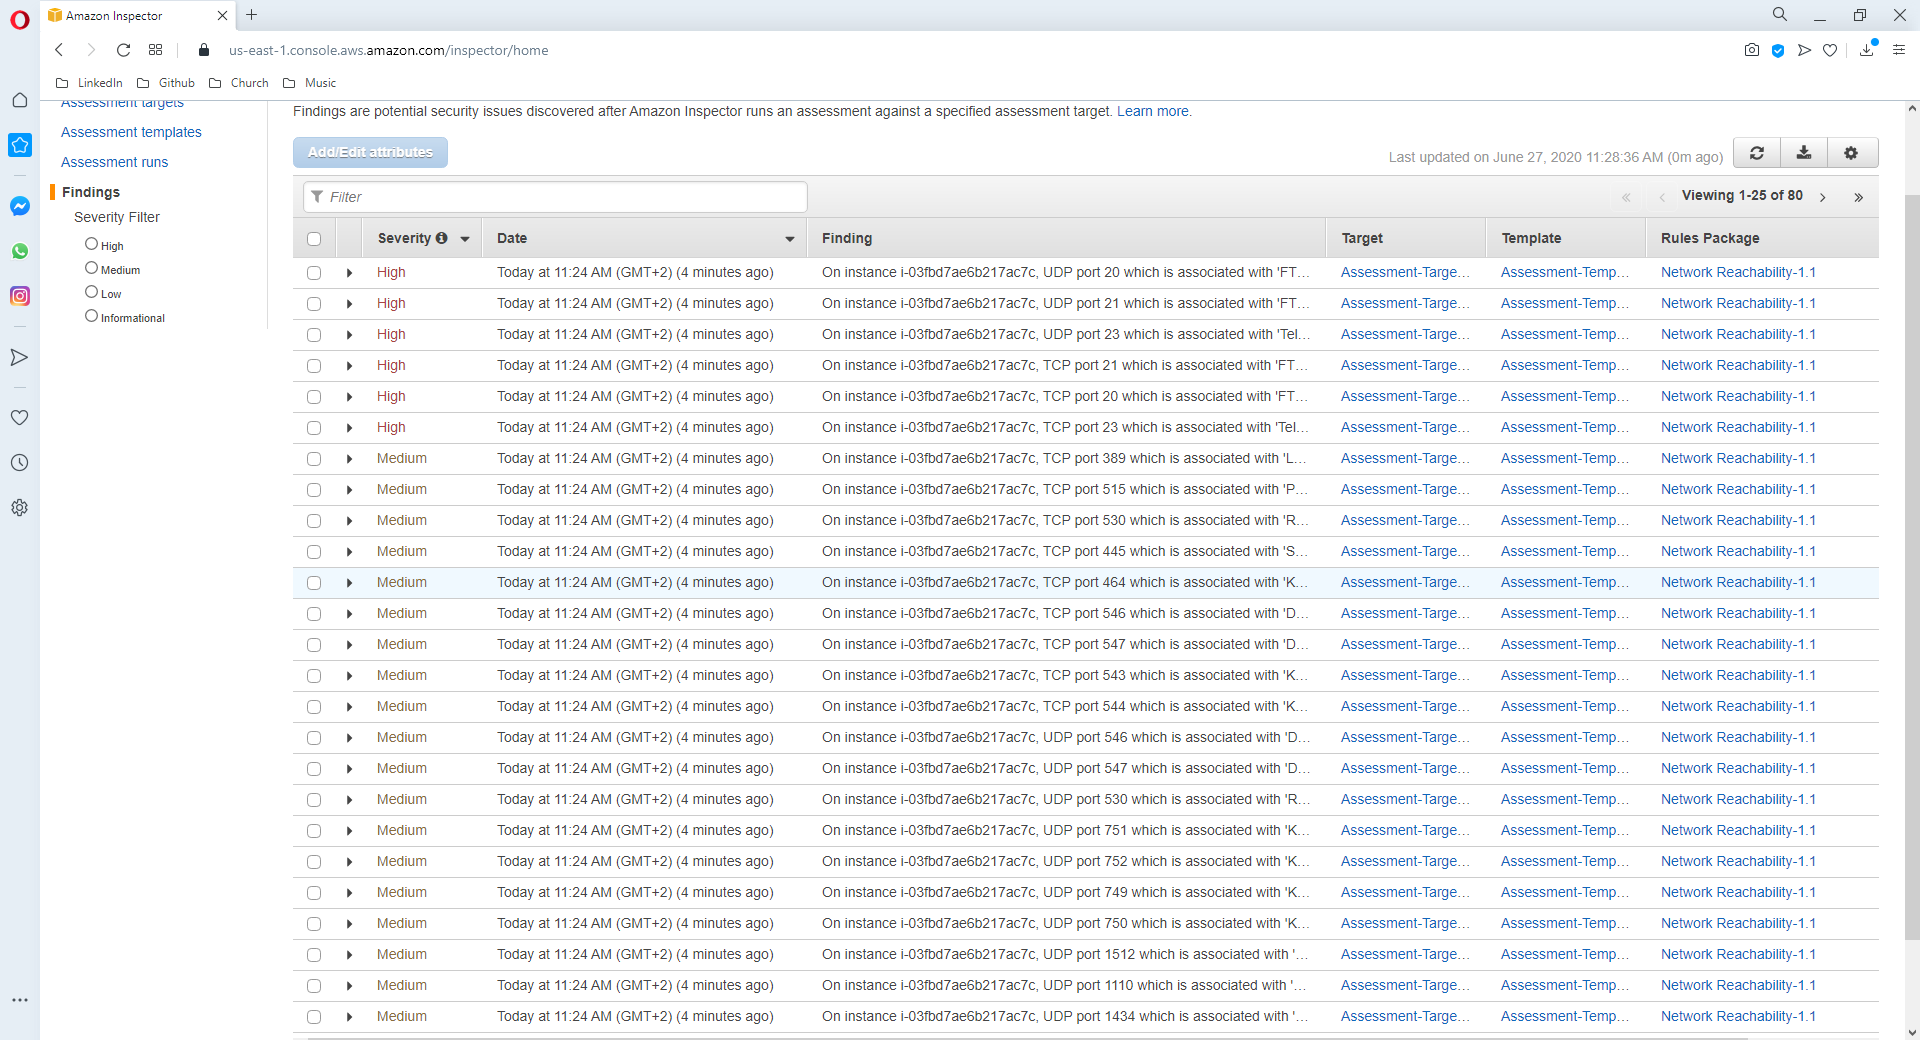 Amazon Inspector
us-east-1.console.aws.amazon.com/inspector/home
LinkedIn Github Church Music
Assessment targets
Assessment templates
Assessment runs
Findings
Severity Filter
High
Medium
Low
Informational
Findings are potential security issues discovered after Amazon Inspector runs an assessment against a specified assessment target. Learn more.
Add/Edit attributes
Last updated on June 27, 2020 11:28:36 AM (0m ago)
Filter
« ‹ Viewing 1-25 of 80 › »
Severity Date Finding Target Template Rules Package
High Today at 11:24 AM (GMT+2) (4 minutes ago) On instance i-03fbd7ae6b217ac7c, UDP port 20 which is associated with 'FT... Assessment-Targe... Assessment-Temp... Network Reachability-1.1
High Today at 11:24 AM (GMT+2) (4 minutes ago) On instance i-03fbd7ae6b217ac7c, UDP port 21 which is associated with 'FT... Assessment-Targe... Assessment-Temp... Network Reachability-1.1
High Today at 11:24 AM (GMT+2) (4 minutes ago) On instance i-03fbd7ae6b217ac7c, UDP port 23 which is associated with 'Tel... Assessment-Targe... Assessment-Temp... Network Reachability-1.1
High Today at 11:24 AM (GMT+2) (4 minutes ago) On instance i-03fbd7ae6b217ac7c, TCP port 21 which is associated with 'FT... Assessment-Targe... Assessment-Temp... Network Reachability-1.1
High Today at 11:24 AM (GMT+2) (4 minutes ago) On instance i-03fbd7ae6b217ac7c, TCP port 20 which is associated with 'FT... Assessment-Targe... Assessment-Temp... Network Reachability-1.1
High Today at 11:24 AM (GMT+2) (4 minutes ago) On instance i-03fbd7ae6b217ac7c, TCP port 23 which is associated with 'Tel... Assessment-Targe... Assessment-Temp... Network Reachability-1.1
Medium Today at 11:24 AM (GMT+2) (4 minutes ago) On instance i-03fbd7ae6b217ac7c, TCP port 389 which is associated with 'L... Assessment-Targe... Assessment-Temp... Network Reachability-1.1
Medium Today at 11:24 AM (GMT+2) (4 minutes ago) On instance i-03fbd7ae6b217ac7c, TCP port 515 which is associated with 'P... Assessment-Targe... Assessment-Temp... Network Reachability-1.1
Medium Today at 11:24 AM (GMT+2) (4 minutes ago) On instance i-03fbd7ae6b217ac7c, TCP port 530 which is associated with 'R... Assessment-Targe... Assessment-Temp... Network Reachability-1.1
Medium Today at 11:24 AM (GMT+2) (4 minutes ago) On instance i-03fbd7ae6b217ac7c, TCP port 445 which is associated with 'S... Assessment-Targe... Assessment-Temp... Network Reachability-1.1
Medium Today at 11:24 AM (GMT+2) (4 minutes ago) On instance i-03fbd7ae6b217ac7c, TCP port 464 which is associated with 'K... Assessment-Targe... Assessment-Temp... Network Reachability-1.1
Medium Today at 11:24 AM (GMT+2) (4 minutes ago) On instance i-03fbd7ae6b217ac7c, TCP port 546 which is associated with 'D... Assessment-Targe... Assessment-Temp... Network Reachability-1.1
Medium Today at 11:24 AM (GMT+2) (4 minutes ago) On instance i-03fbd7ae6b217ac7c, TCP port 547 which is associated with 'D... Assessment-Targe... Assessment-Temp... Network Reachability-1.1
Medium Today at 11:24 AM (GMT+2) (4 minutes ago) On instance i-03fbd7ae6b217ac7c, TCP port 543 which is associated with 'K... Assessment-Targe... Assessment-Temp... Network Reachability-1.1
Medium Today at 11:24 AM (GMT+2) (4 minutes ago) On instance i-03fbd7ae6b217ac7c, TCP port 544 which is associated with 'K... Assessment-Targe... Assessment-Temp... Network Reachability-1.1
Medium Today at 11:24 AM (GMT+2) (4 minutes ago) On instance i-03fbd7ae6b217ac7c, UDP port 546 which is associated with 'D... Assessment-Targe... Assessment-Temp... Network Reachability-1.1
Medium Today at 11:24 AM (GMT+2) (4 minutes ago) On instance i-03fbd7ae6b217ac7c, UDP port 547 which is associated with 'D... Assessment-Targe... Assessment-Temp... Network Reachability-1.1
Medium Today at 11:24 AM (GMT+2) (4 minutes ago) On instance i-03fbd7ae6b217ac7c, UDP port 530 which is associated with 'R... Assessment-Targe... Assessment-Temp... Network Reachability-1.1
Medium Today at 11:24 AM (GMT+2) (4 minutes ago) On instance i-03fbd7ae6b217ac7c, UDP port 751 which is associated with 'K... Assessment-Targe... Assessment-Temp... Network Reachability-1.1
Medium Today at 11:24 AM (GMT+2) (4 minutes ago) On instance i-03fbd7ae6b217ac7c, UDP port 752 which is associated with 'K... Assessment-Targe... Assessment-Temp... Network Reachability-1.1
Medium Today at 11:24 AM (GMT+2) (4 minutes ago) On instance i-03fbd7ae6b217ac7c, UDP port 749 which is associated with 'K... Assessment-Targe... Assessment-Temp... Network Reachability-1.1
Medium Today at 11:24 AM (GMT+2) (4 minutes ago) On instance i-03fbd7ae6b217ac7c, UDP port 750 which is associated with 'K... Assessment-Targe... Assessment-Temp... Network Reachability-1.1
Medium Today at 11:24 AM (GMT+2) (4 minutes ago) On instance i-03fbd7ae6b217ac7c, UDP port 1512 which is associated with '... Assessment-Targe... Assessment-Temp... Network Reachability-1.1
Medium Today at 11:24 AM (GMT+2) (4 minutes ago) On instance i-03fbd7ae6b217ac7c, UDP port 1110 which is associated with '... Assessment-Targe... Assessment-Temp... Network Reachability-1.1
Medium Today at 11:24 AM (GMT+2) (4 minutes ago) On instance i-03fbd7ae6b217ac7c, UDP port 1434 which is associated with '... Assessment-Targe... Assessment-Temp... Network Reachability-1.1